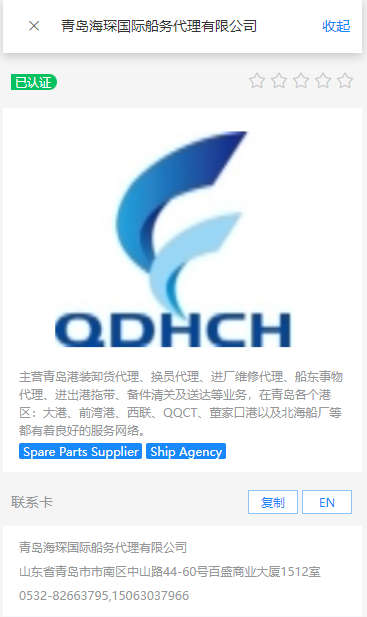 青岛海琛国际船务代理有限公司
收起
已认证
QDHCH
主营青岛港装卸货代理、换员代理、进厂维修代理、船东事物
代理、进出港拖带、备件清关及送达等业务，在青岛各个港
区：大港、前湾港、西联、QQCT、董家口港以及北海船厂等
都有着良好的服务网络。
Spare Parts Supplier Ship Agency
联系卡
复制
EN
青岛海琛国际船务代理有限公司
山东省青岛市市南区中山路44-60号百盛商业大厦1512室
0532-82663795,15063037966